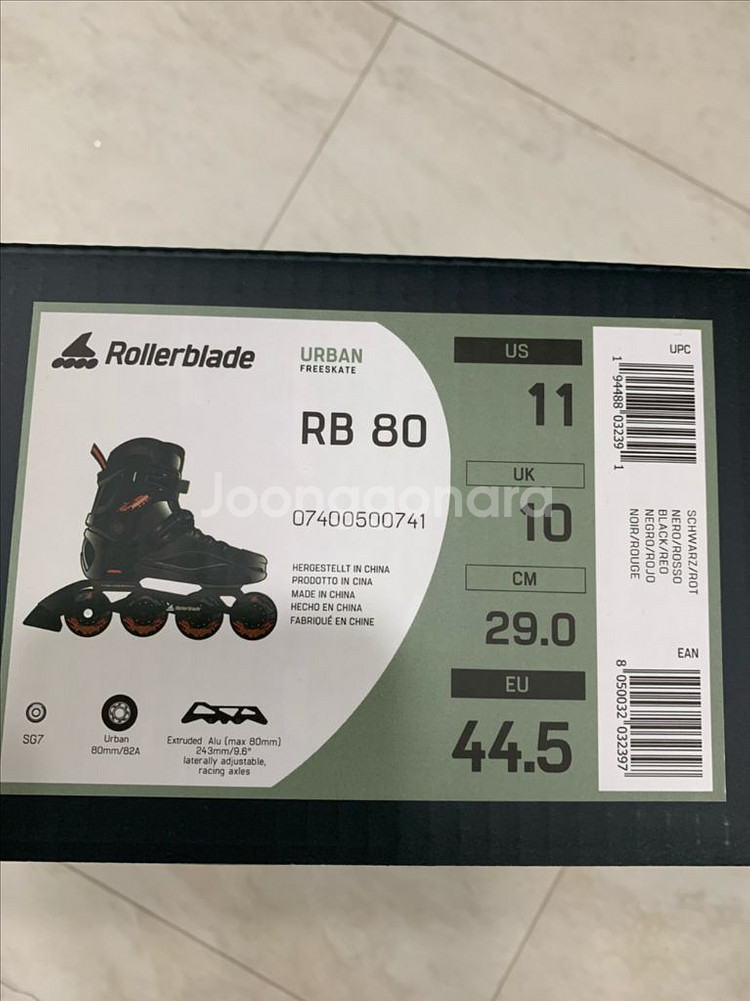 Rollerblade
URBAN
FREESKATE
RB 80
07400500741
HERGESTELLT IN CHINA
PRODOTTO IN CINA
MADE IN CHINA
HECHO EN CHINA
FABRIQUÉ EN CHINE
Rollerblade
SG7
Urban
80mm/82A
Extruded Alu (max 80mm)
243mm/9.6"
laterally adjustable,
racing axles
US
11
UK
10
CM
29.0
EU
44.5
UPC
1 94488 03239 1
SCHWARZ/ROT
NERO/ROSSO
BLACK/RED
NEGRO/ROJO
NOIR/ROUGE
EAN
8 050032 032397
Joonggonara